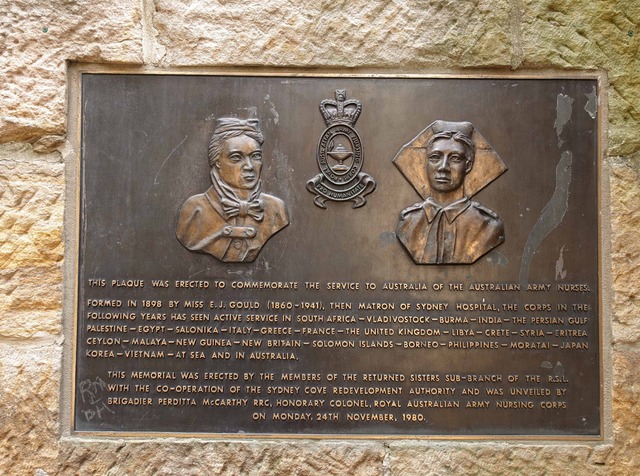 THIS PLAQUE WAS ERECTED TO COMMEMORATE THE SERVICE TO AUSTRALIA OF THE AUSTRALIAN ARMY NURSES.
FORMED IN 1898 BY MISS E.J. GOULD (1860-1941), THEN MATRON OF SYDNEY HOSPITAL, THE CORPS IN THE
FOLLOWING YEARS HAS SEEN ACTIVE SERVICE IN SOUTH AFRICA - VLADIVOSTOCK - BURMA - INDIA - THE PERSIAN GULF
PALESTINE - EGYPT - SALONIKA - ITALY - GREECE - FRANCE - THE UNITED KINGDOM - LIBYA - CRETE - SYRIA - ERITREA
CEYLON - MALAYA - NEW GUINEA - NEW BRITAIN - SOLOMON ISLANDS - BORNEO - PHILIPPINES - MORATAI - JAPAN
KOREA - VIETNAM - AT SEA AND IN AUSTRALIA.
THIS MEMORIAL WAS ERECTED BY THE MEMBERS OF THE RETURNED SISTERS SUB-BRANCH OF THE R.S.L.
WITH THE CO-OPERATION OF THE SYDNEY COVE REDEVELOPMENT AUTHORITY AND WAS UNVEILED BY
BRIGADIER PERDITTA McCARTHY RRC, HONORARY COLONEL, ROYAL AUSTRALIAN ARMY NURSING CORPS
ON MONDAY, 24TH NOVEMBER, 1980.